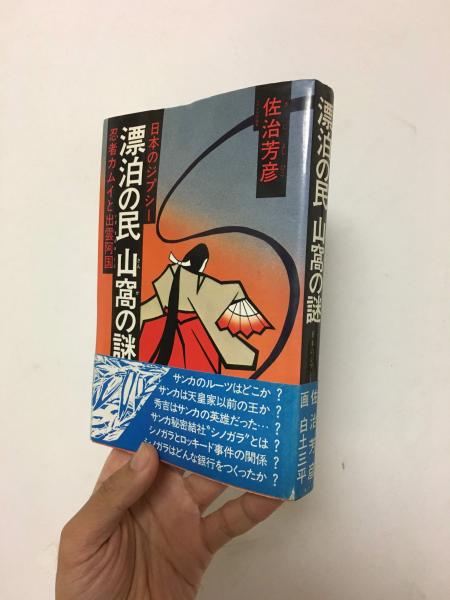 佐治芳彦
日本のジプシー
漂泊の民 山窩の謎
忍者カムイと出雲阿国
サンカのルーツはどこか？
サンカは天皇家以前の王か？
秀吉はサンカの英雄だった…？
サンカ秘密結社"シノガラ"とは？
シノガラとロッキード事件の関係？
シノガラはどんな銀行をつくったか？
漂泊の民 山窩の謎
佐治芳彦
画 白土三平